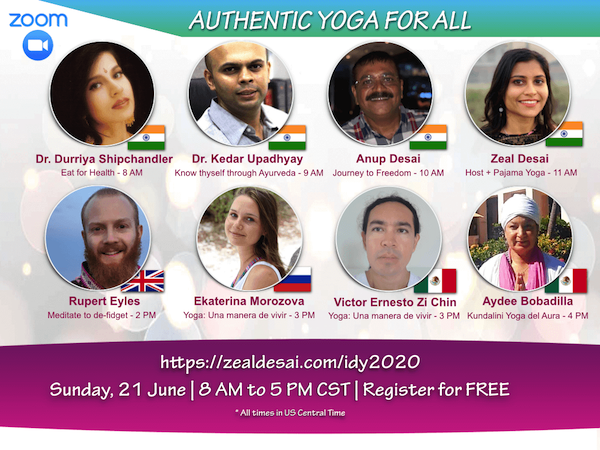 zoom
AUTHENTIC YOGA FOR ALL
Dr. Durriya Shipchandler
Eat for Health - 8 AM
Dr. Kedar Upadhyay
Know thyself through Ayurveda - 9 AM
Anup Desai
Journey to Freedom - 10 AM
Zeal Desai
Host + Pajama Yoga - 11 AM
Rupert Eyles
Meditate to de-fidget - 2 PM
Ekaterina Morozova
Yoga: Una manera de vivir - 3 PM
Victor Ernesto Zi Chin
Yoga: Una manera de vivir - 3 PM
Aydee Bobadilla
Kundalini Yoga del Aura - 4 PM
https://zealdesai.com/idy2020
Sunday, 21 June | 8 AM to 5 PM CST | Register for FREE
* All times in US Central Time